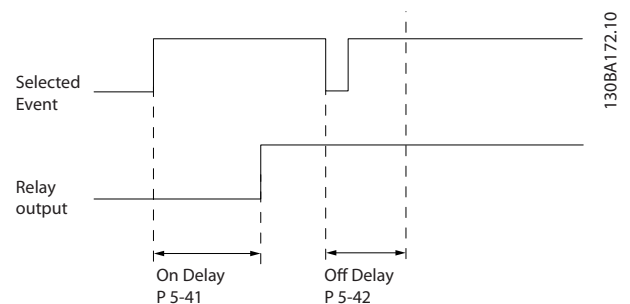 Selected
Event
Relay
output
On Delay
P 5-41
Off Delay
P 5-42
130BA172.10